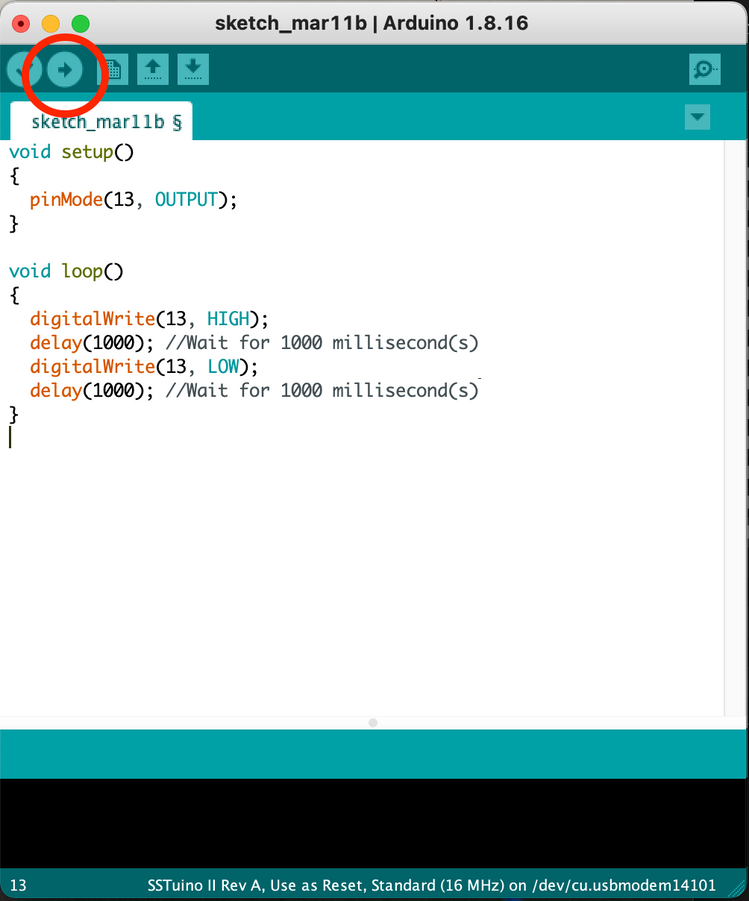 sketch_mar11b | Arduino 1.8.16
sketch_mar11b §
void setup()
{
  pinMode(13, OUTPUT);
}

void loop()
{
  digitalWrite(13, HIGH);
  delay(1000); //Wait for 1000 millisecond(s)
  digitalWrite(13, LOW);
  delay(1000); //Wait for 1000 millisecond(s)
}
13
SSTuino II Rev A, Use as Reset, Standard (16 MHz) on /dev/cu.usbmodem14101